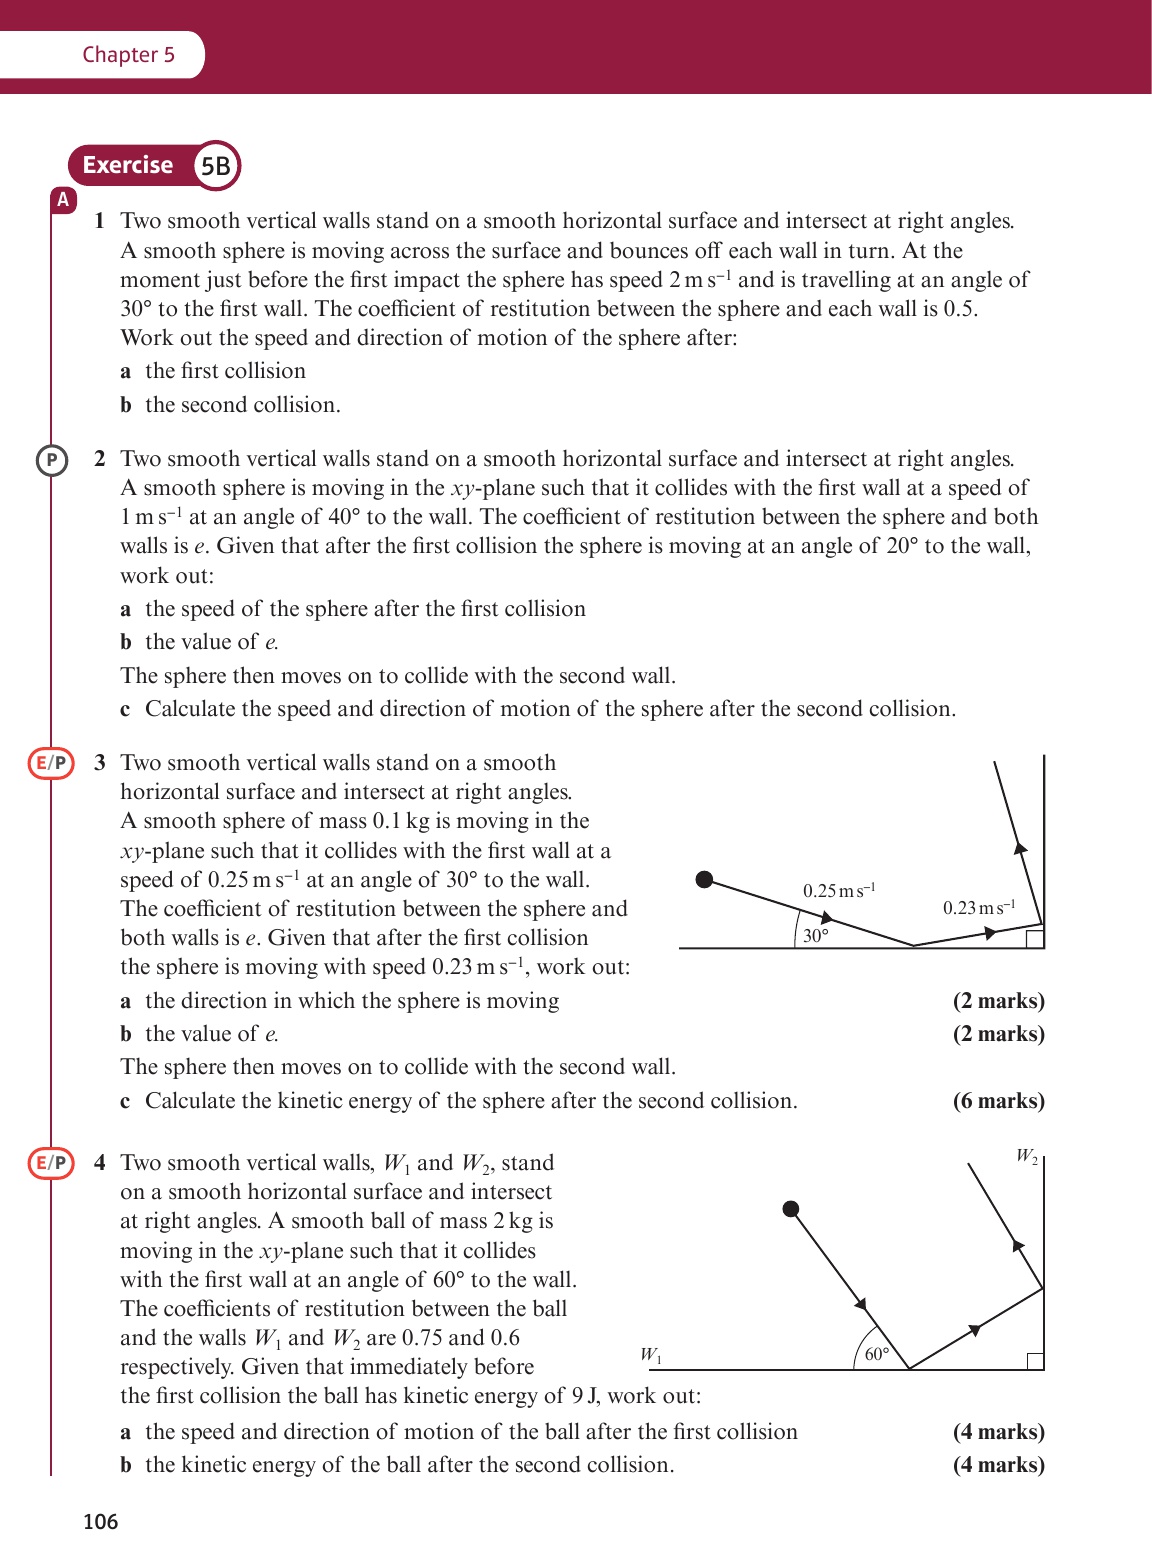 Chapter 5
Exercise 5B
A
1 Two smooth vertical walls stand on a smooth horizontal surface and intersect at right angles.
A smooth sphere is moving across the surface and bounces off each wall in turn. At the
moment just before the first impact the sphere has speed 2 m s⁻¹ and is travelling at an angle of
30° to the first wall. The coefficient of restitution between the sphere and each wall is 0.5.
Work out the speed and direction of motion of the sphere after:
a the first collision
b the second collision.
P
2 Two smooth vertical walls stand on a smooth horizontal surface and intersect at right angles.
A smooth sphere is moving in the xy-plane such that it collides with the first wall at a speed of
1 m s⁻¹ at an angle of 40° to the wall. The coefficient of restitution between the sphere and both
walls is e. Given that after the first collision the sphere is moving at an angle of 20° to the wall,
work out:
a the speed of the sphere after the first collision
b the value of e.
The sphere then moves on to collide with the second wall.
c Calculate the speed and direction of motion of the sphere after the second collision.
E/P
3 Two smooth vertical walls stand on a smooth
horizontal surface and intersect at right angles.
A smooth sphere of mass 0.1 kg is moving in the
xy-plane such that it collides with the first wall at a
speed of 0.25 m s⁻¹ at an angle of 30° to the wall.
The coefficient of restitution between the sphere and
both walls is e. Given that after the first collision
the sphere is moving with speed 0.23 m s⁻¹, work out:
0.25 m s⁻¹
0.23 m s⁻¹
30°
a the direction in which the sphere is moving (2 marks)
b the value of e. (2 marks)
The sphere then moves on to collide with the second wall.
c Calculate the kinetic energy of the sphere after the second collision. (6 marks)
E/P
4 Two smooth vertical walls, W₁ and W₂, stand
on a smooth horizontal surface and intersect
at right angles. A smooth ball of mass 2 kg is
moving in the xy-plane such that it collides
with the first wall at an angle of 60° to the wall.
The coefficients of restitution between the ball
and the walls W₁ and W₂ are 0.75 and 0.6
respectively. Given that immediately before
the first collision the ball has kinetic energy of 9 J, work out:
W₂
W₁
60°
a the speed and direction of motion of the ball after the first collision (4 marks)
b the kinetic energy of the ball after the second collision. (4 marks)
106